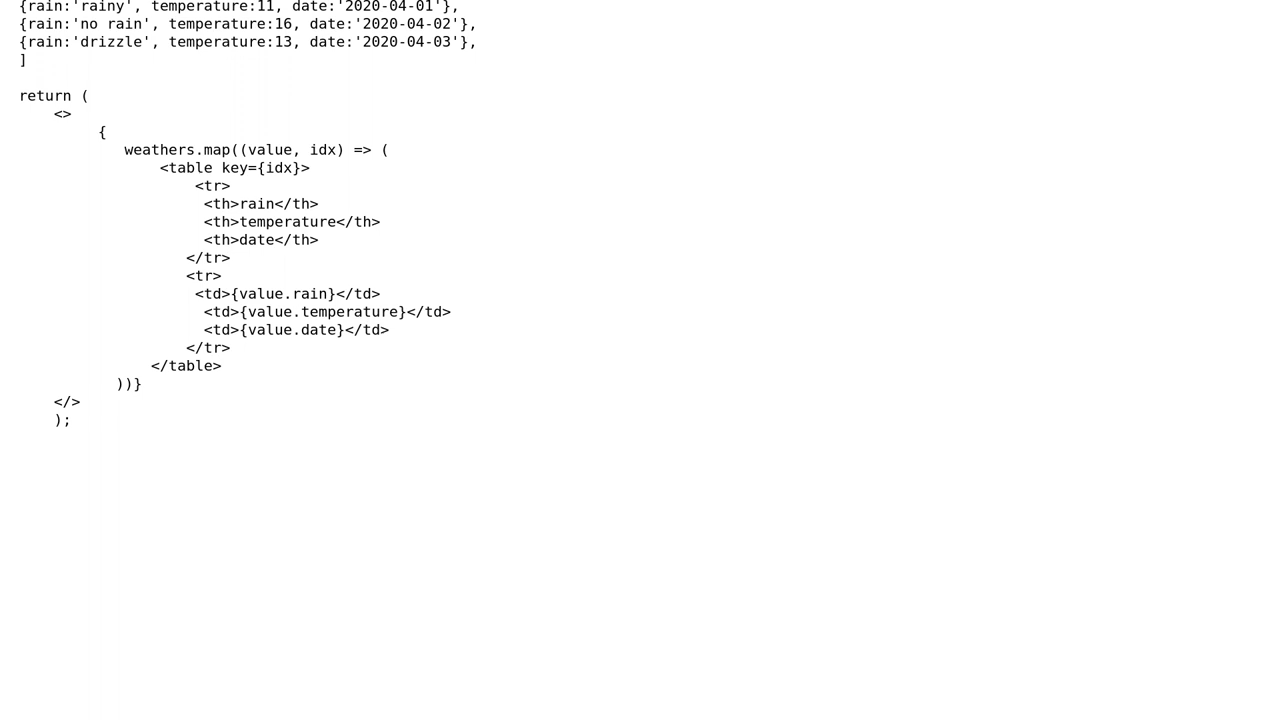 {rain:'rainy', temperature:11, date:'2020-04-01'},
{rain:'no rain', temperature:16, date:'2020-04-02'},
{rain:'drizzle', temperature:13, date:'2020-04-03'},
]
return (
<>
{
weathers.map((value, idx) => (
<table key={idx}>
<tr>
<th>rain</th>
<th>temperature</th>
<th>date</th>
</tr>
<tr>
<td>{value.rain}</td>
<td>{value.temperature}</td>
<td>{value.date}</td>
</tr>
</table>
))}
</>
);